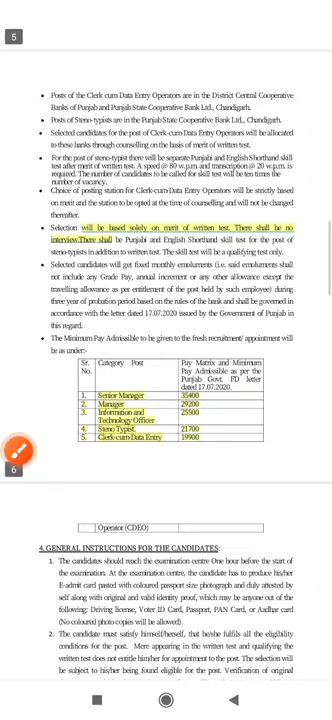 5
• Posts of the Clerk cum Data Entry Operators are in the District Central Cooperative
Banks of Punjab and Punjab State Cooperative Bank Ltd., Chandigarh.
• Posts of Steno-typists are in the Punjab State Cooperative Bank Ltd., Chandigarh.
• Selected candidates for the post of Clerk-cum-Data Entry Operators will be allocated
to these banks through counselling on the basis of merit of written test.
• For the post of steno-typist there will be separate Punjabi and English Shorthand skill
test after merit of written test. A speed @ 80 w.p.m and transcription @ 20 w.p.m. is
required. The number of candidates to be called for skill test will be ten times the
number of vacancy.
• Choice of posting station for Clerk-cum-Data Entry Operators will be strictly based
on merit and the station to be opted at the time of counselling and will not be changed
thereafter.
• Selection will be based solely on merit of written test. There shall be no
interview.There shall be Punjabi and English Shorthand skill test for the post of
steno-typists in addition to written test. The skill test will be a qualifying test only.
• Selected candidates will get fixed monthly emoluments (i.e. said emoluments shall
not include any Grade Pay, annual increment or any other allowance except the
travelling allowance as per entitlement of the post held by such employee) during
three year of probation period based on the rules of the bank and shall be governed in
accordance with the letter dated 17.07.2020 issued by the Government of Punjab in
this regard.
• The Minimum Pay Admissible to be given to the fresh recruitment/ appointment will
be as under:-
Sr. No. Category Post Pay Matrix and Minimum Pay Admissible as per the Punjab Govt. FD letter dated 17.07.2020.
1. Senior Manager 35400
2. Manager 29200
3. Information and Technology Officer 25500
4. Steno Typist. 21700
5. Clerk-cum-Data Entry 19900
6
Operator (CDEO)
4. GENERAL INSTRUCTIONS FOR THE CANDIDATES:
1. The candidates should reach the examination centre One hour before the start of
the examination. At the examination centre, the candidate has to produce his/her
E-admit card pasted with coloured passport size photograph and duly attested by
self along with original and valid identity proof, which may be anyone out of the
following: Driving license, Voter ID Card, Passport, PAN Card, or Aadhar card
(No coloured photo copies will be allowed).
2. The candidate must satisfy himself/herself, that he/she fulfils all the eligibility
conditions for the post. Mere appearing in the written test and qualifying the
written test does not entitle him/her for appointment to the post. The selection will
be subject to his/her being found eligible for the post. Verification of original